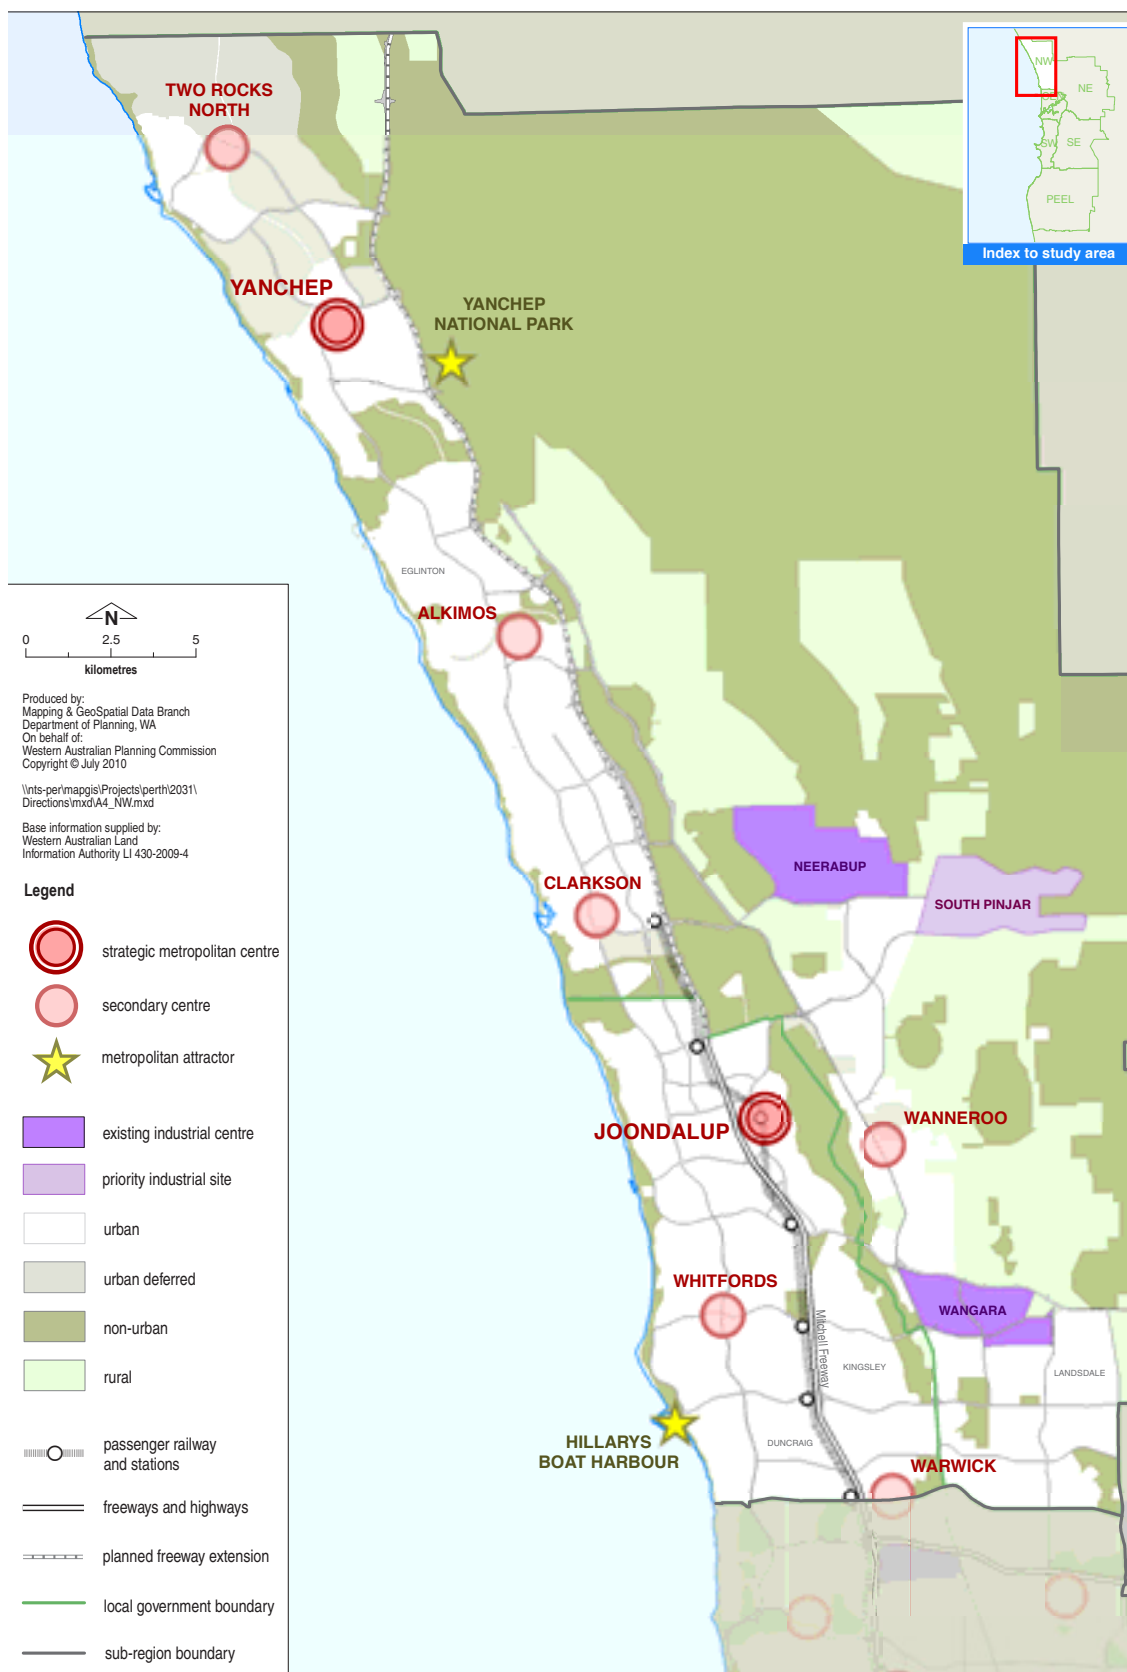 TWO ROCKS
NORTH
NW
NE
SW
SE
PEEL
Index to study area
YANCHEP
YANCHEP
NATIONAL PARK
EGLINTON
ALKIMOS
N
0
2.5
5
kilometres
Produced by:
Mapping & GeoSpatial Data Branch
Department of Planning, WA
On behalf of:
Western Australian Planning Commission
Copyright © July 2010
\\nts-per\mapgis\Projects\perth\2031\
Directions\mxd\A4_NW.mxd
Base information supplied by:
Western Australian Land
Information Authority LI 430-2009-4
NEERABUP
CLARKSON
SOUTH PINJAR
Legend
strategic metropolitan centre
secondary centre
metropolitan attractor
existing industrial centre
priority industrial site
urban
urban deferred
non-urban
rural
passenger railway
and stations
freeways and highways
planned freeway extension
local government boundary
sub-region boundary
JOONDALUP
WANNEROO
WHITFORDS
WANGARA
Mitchell Freeway
KINGSLEY
LANDSDALE
HILLARYS
BOAT HARBOUR
DUNCRAIG
WARWICK